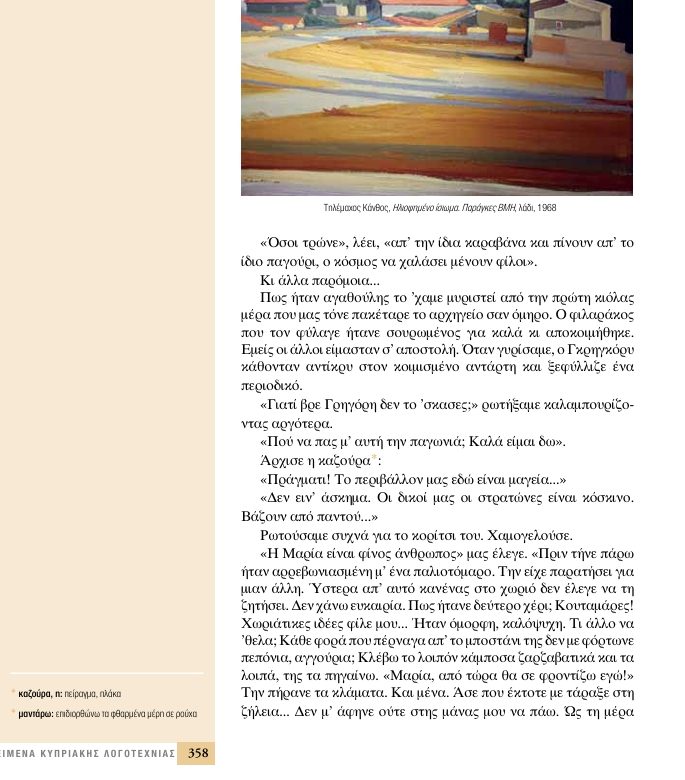 Τηλέμαχος Κάνθος, Ηλιοψημένο ίσιωμα. Παράγκες ΒΜΗ, λάδι, 1968
«Όσοι τρώνε», λέει, «απ’ την ίδια καραβάνα και πίνουν απ’ το
ίδιο παγούρι, ο κόσμος να χαλάσει μένουν φίλοι».
Κι άλλα παρόμοια...
Πως ήταν αγαθούλης το ’χαμε μυριστεί από την πρώτη κιόλας
μέρα που μας τόνε πακέταρε το αρχηγείο σαν όμηρο. Ο φιλαράκος
που τον φύλαγε ήτανε σουρωμένος για καλά κι αποκοιμήθηκε.
Εμείς οι άλλοι είμασταν σ’ αποστολή. Όταν γυρίσαμε, ο Γκρηγκόρυ
κάθονταν αντίκρυ στον κοιμισμένο αντάρτη και ξεφύλλιζε ένα
περιοδικό.
«Γιατί βρε Γρηγόρη δεν το ’σκασες;» ρωτήξαμε καλαμπουρίζο-
ντας αργότερα.
«Πού να πας μ’ αυτή την παγωνιά; Καλά είμαι δω».
Άρχισε η καζούρα*:
«Πράγματι! Το περιβάλλον μας εδώ είναι μαγεία...»
«Δεν ειν’ άσκημα. Οι δικοί μας οι στρατώνες είναι κόσκινο.
Βάζουν από παντού...»
Ρωτούσαμε συχνά για το κορίτσι του. Χαμογελούσε.
«Η Μαρία είναι φίνος άνθρωπος» μας έλεγε. «Πριν τήνε πάρω
ήταν αρρεβωνιασμένη μ’ ένα παλιοτόμαρο. Την είχε παρατήσει για
μιαν άλλη. Ύστερα απ’ αυτό κανένας στο χωριό δεν έλεγε να τη
ζητήσει. Δεν χάνω ευκαιρία. Πως ήτανε δεύτερο χέρι; Κουταμάρες!
Χωριάτικες ιδέες φίλε μου... Ήταν όμορφη, καλόψυχη. Τι άλλο να
’θελα; Κάθε φορά που πέρναγα απ’ το μποστάνι της δεν με φόρτωνε
πεπόνια, αγγούρια; Κλέβω το λοιπόν κάμποσα ζαρζαβατικά και τα
λοιπά, της τα πηγαίνω. «Μαρία, από τώρα θα σε φροντίζω εγώ!»
Την πήρανε τα κλάματα. Και μένα. Άσε που έκτοτε με τάραξε στη
ζήλεια... Δεν μ’ άφηνε ούτε στης μάνας μου να πάω. Ώς τη μέρα
* καζούρα, η: πείραγμα, πλάκα
* μαντάρω: επιδιορθώνω τα φθαρμένα μέρη σε ρούχα
ΕΙΜΕΝΑ ΚΥΠΡΙΑΚΗΣ ΛΟΓΟΤΕΧΝΙΑΣ 358